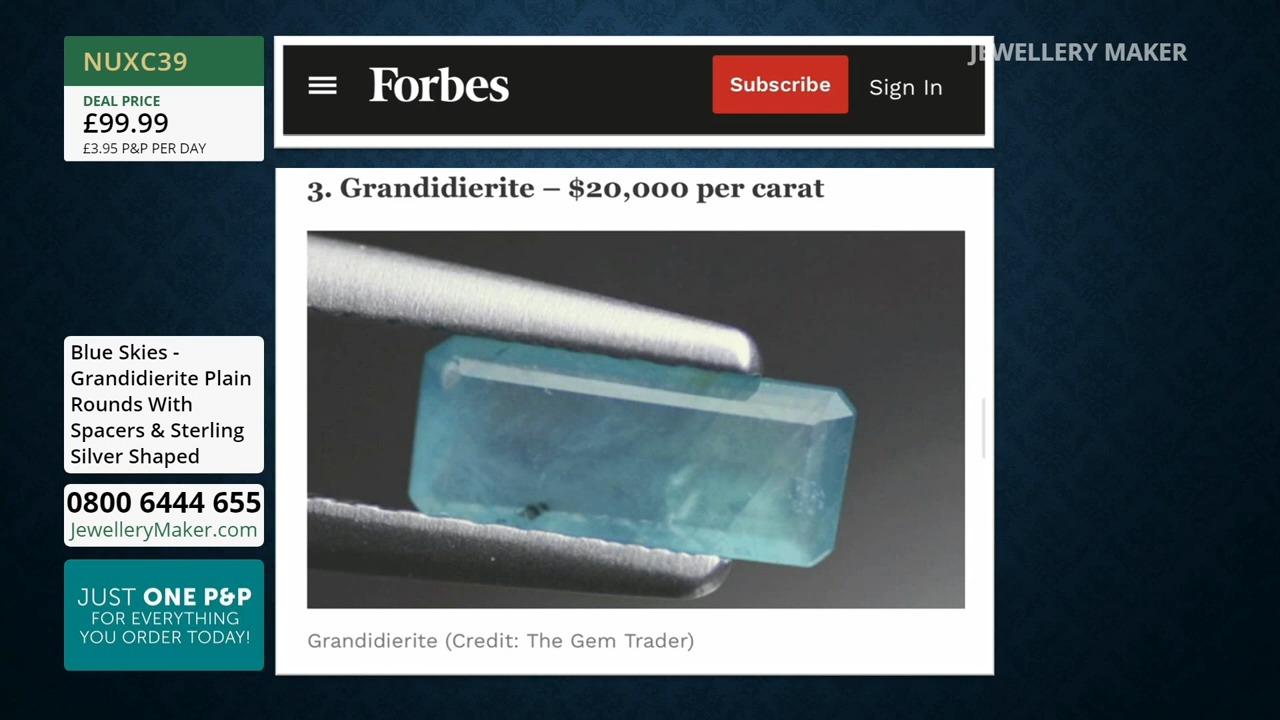 NUXC39
DEAL PRICE
£99.99
£3.95 P&P PER DAY
Forbes
Subscribe
Sign In
JEWELLERY MAKER
3. Grandidierite – $20,000 per carat
Grandidierite (Credit: The Gem Trader)
Blue Skies -
Grandidierite Plain
Rounds With
Spacers & Sterling
Silver Shaped
0800 6444 655
JewelleryMaker.com
JUST ONE P&P
FOR EVERYTHING
YOU ORDER TODAY!